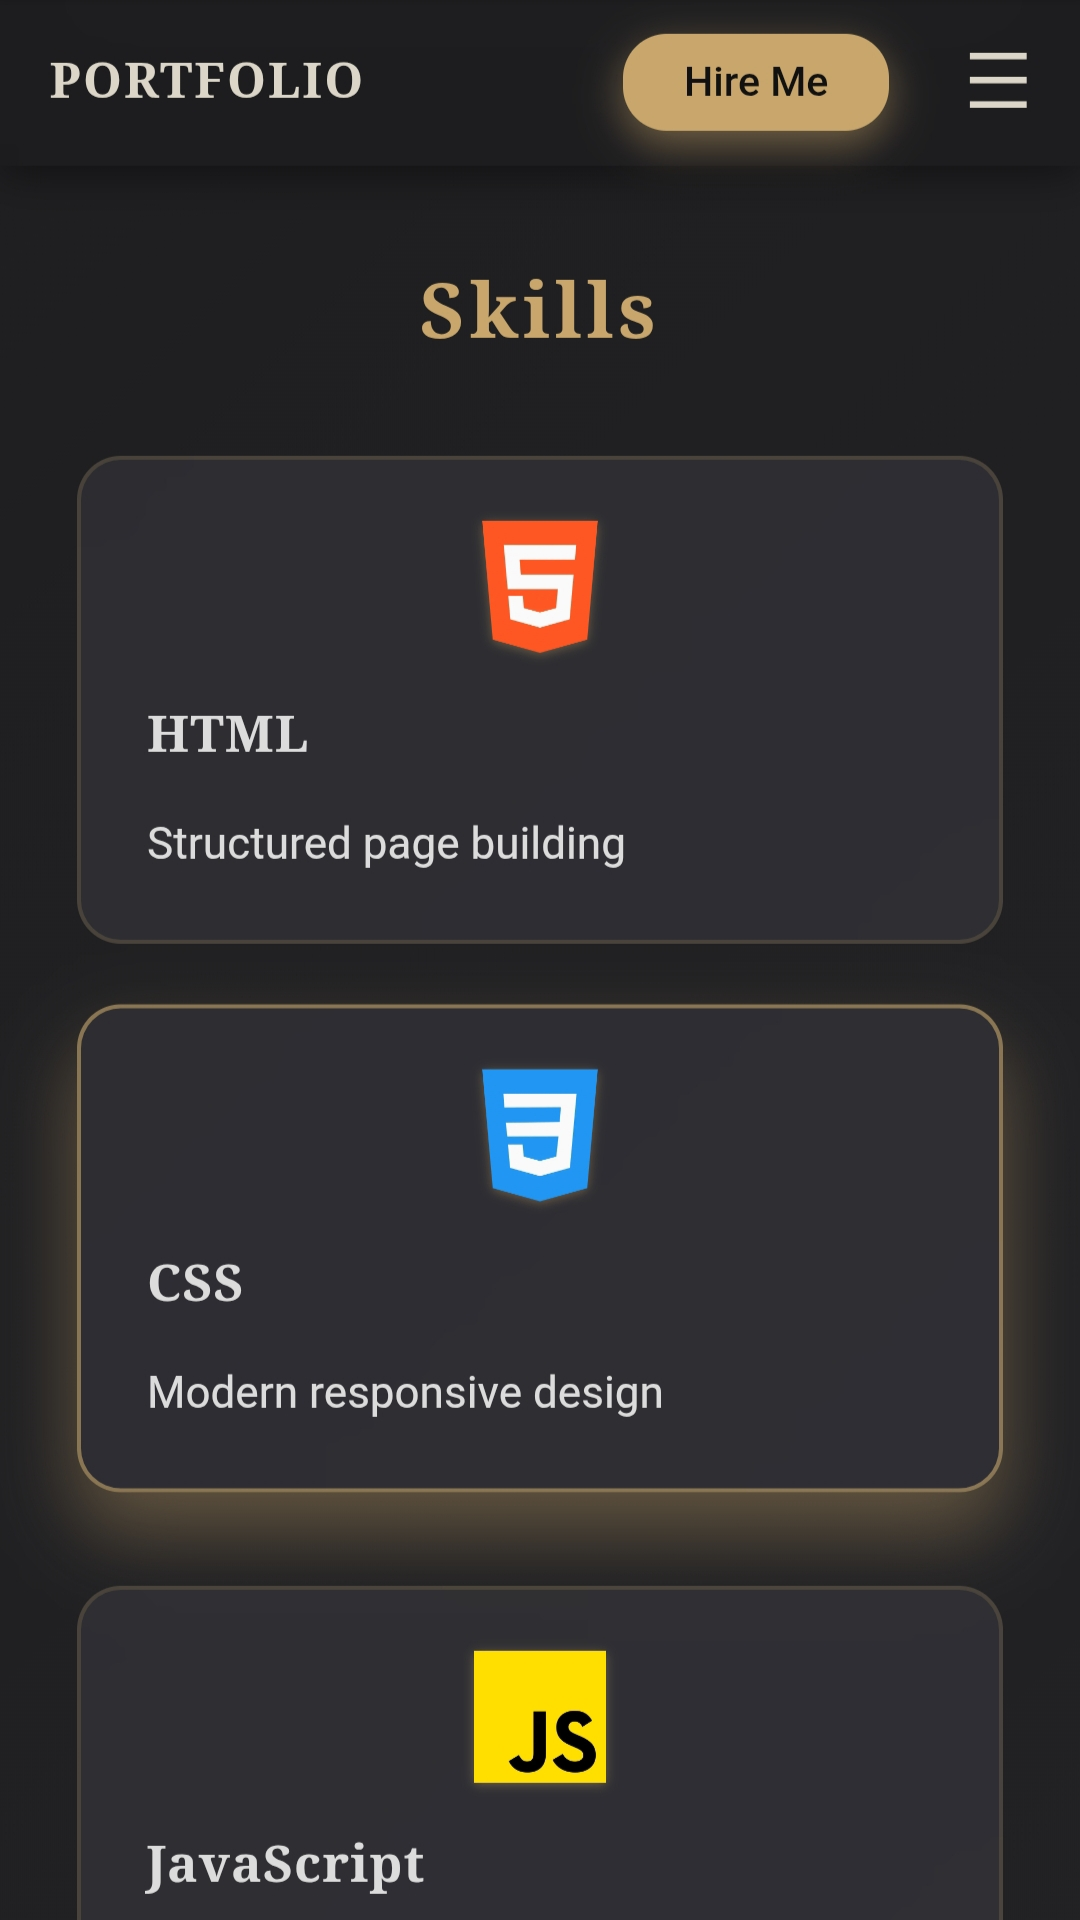 PORTFOLIO
Hire Me
Skills
5
HTML
Structured page building
3
CSS
Modern responsive design
JS
JavaScript